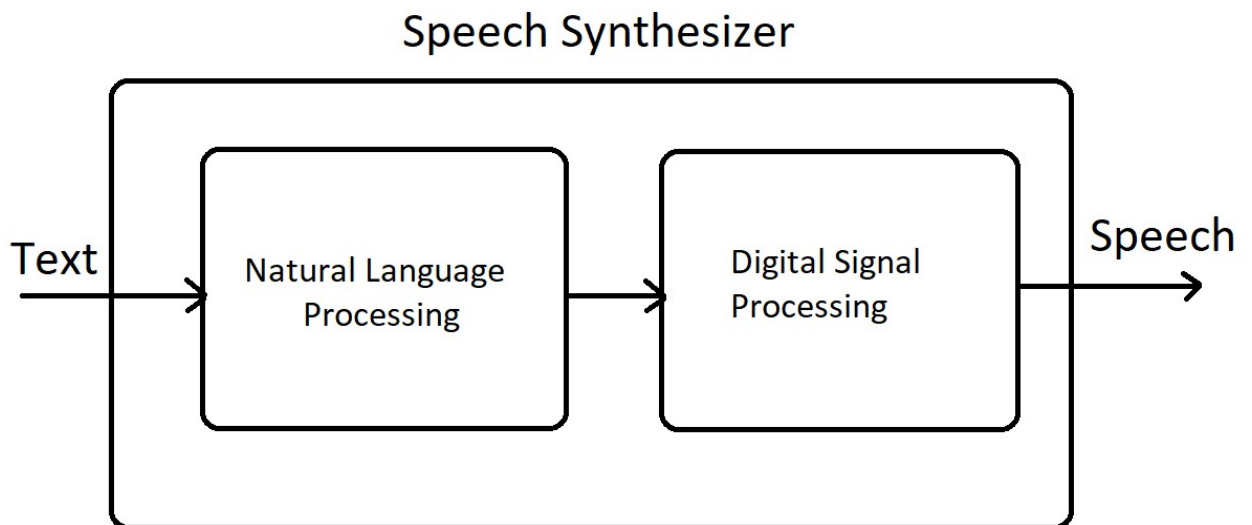 Speech Synthesizer
Text
Natural Language
Processing
Digital Signal
Processing
Speech